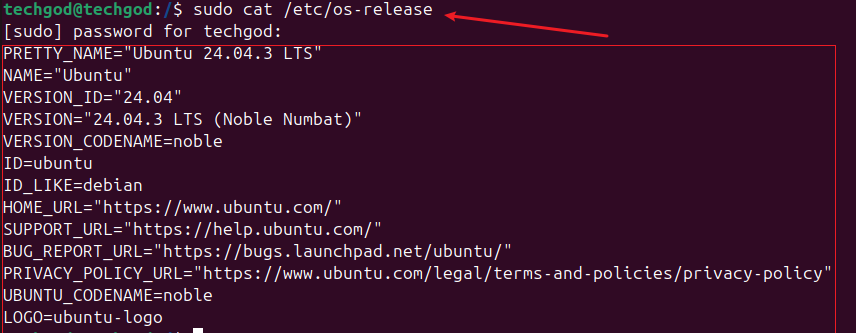 techgod@techgod:/$ sudo cat /etc/os-release
[sudo] password for techgod:
PRETTY_NAME="Ubuntu 24.04.3 LTS"
NAME="Ubuntu"
VERSION_ID="24.04"
VERSION="24.04.3 LTS (Noble Numbat)"
VERSION_CODENAME=noble
ID=ubuntu
ID_LIKE=debian
HOME_URL="https://www.ubuntu.com/"
SUPPORT_URL="https://help.ubuntu.com/"
BUG_REPORT_URL="https://bugs.launchpad.net/ubuntu/"
PRIVACY_POLICY_URL="https://www.ubuntu.com/legal/terms-and-policies/privacy-policy"
UBUNTU_CODENAME=noble
LOGO=ubuntu-logo